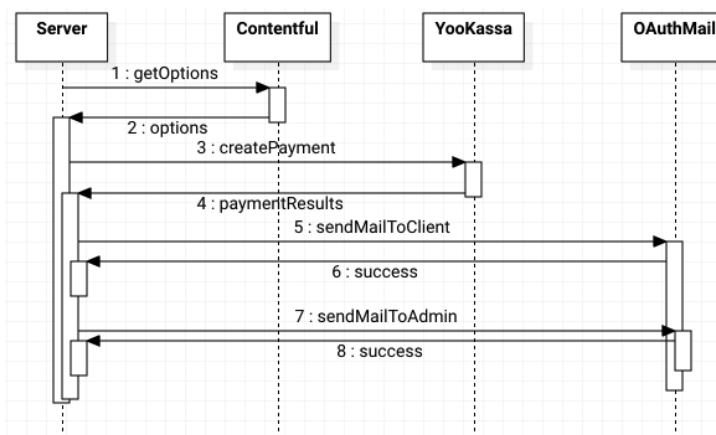 Server
Contentful
YooKassa
OAuthMail
1 : getOptions
2 : options
3 : createPayment
4 : paymentResults
5 : sendMailToClient
6 : success
7 : sendMailToAdmin
8 : success